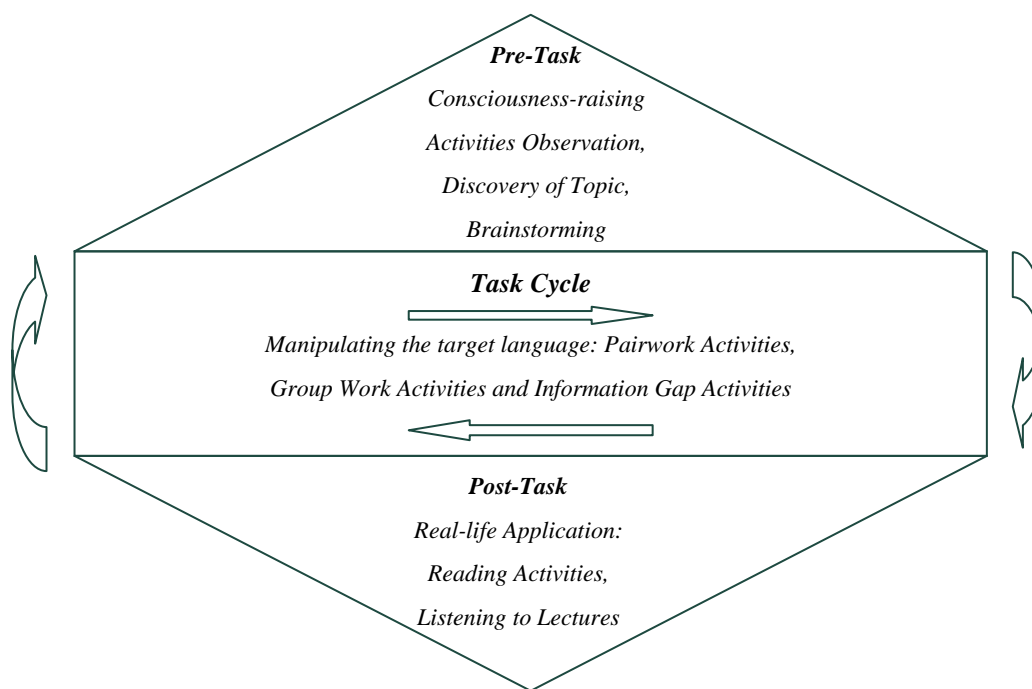 Pre-Task
Consciousness-raising
Activities Observation,
Discovery of Topic,
Brainstorming
Task Cycle
Manipulating the target language: Pairwork Activities,
Group Work Activities and Information Gap Activities
Post-Task
Real-life Application:
Reading Activities,
Listening to Lectures